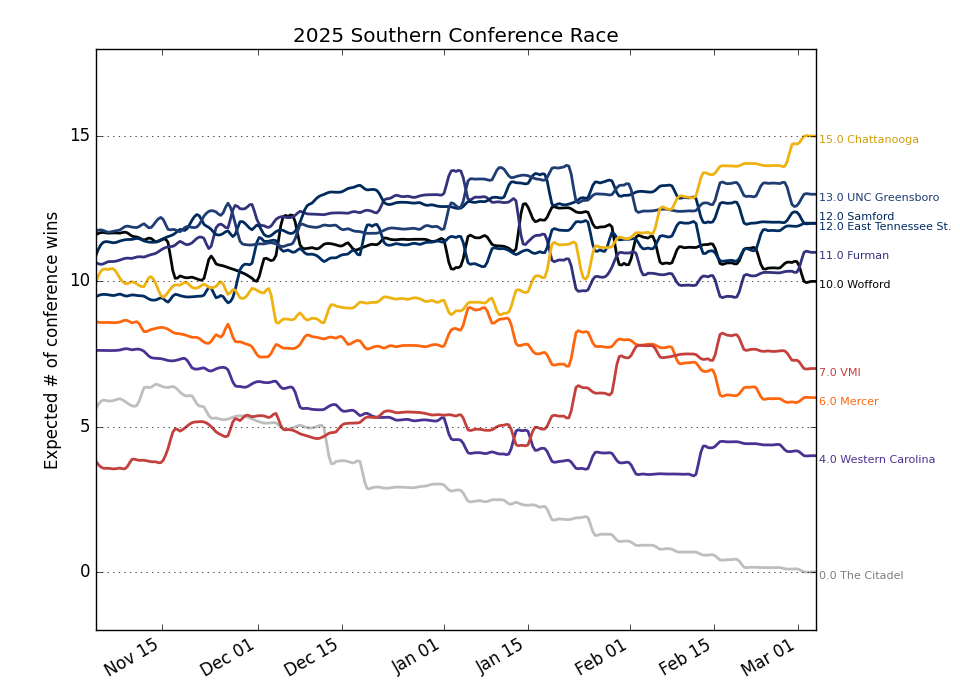 2025 Southern Conference Race
Expected # of conference wins
15
10
5
0
15.0 Chattanooga
13.0 UNC Greensboro
12.0 Samford
12.0 East Tennessee St.
11.0 Furman
10.0 Wofford
7.0 VMI
6.0 Mercer
4.0 Western Carolina
0.0 The Citadel
Nov 15
Dec 01
Dec 15
Jan 01
Jan 15
Feb 01
Feb 15
Mar 01